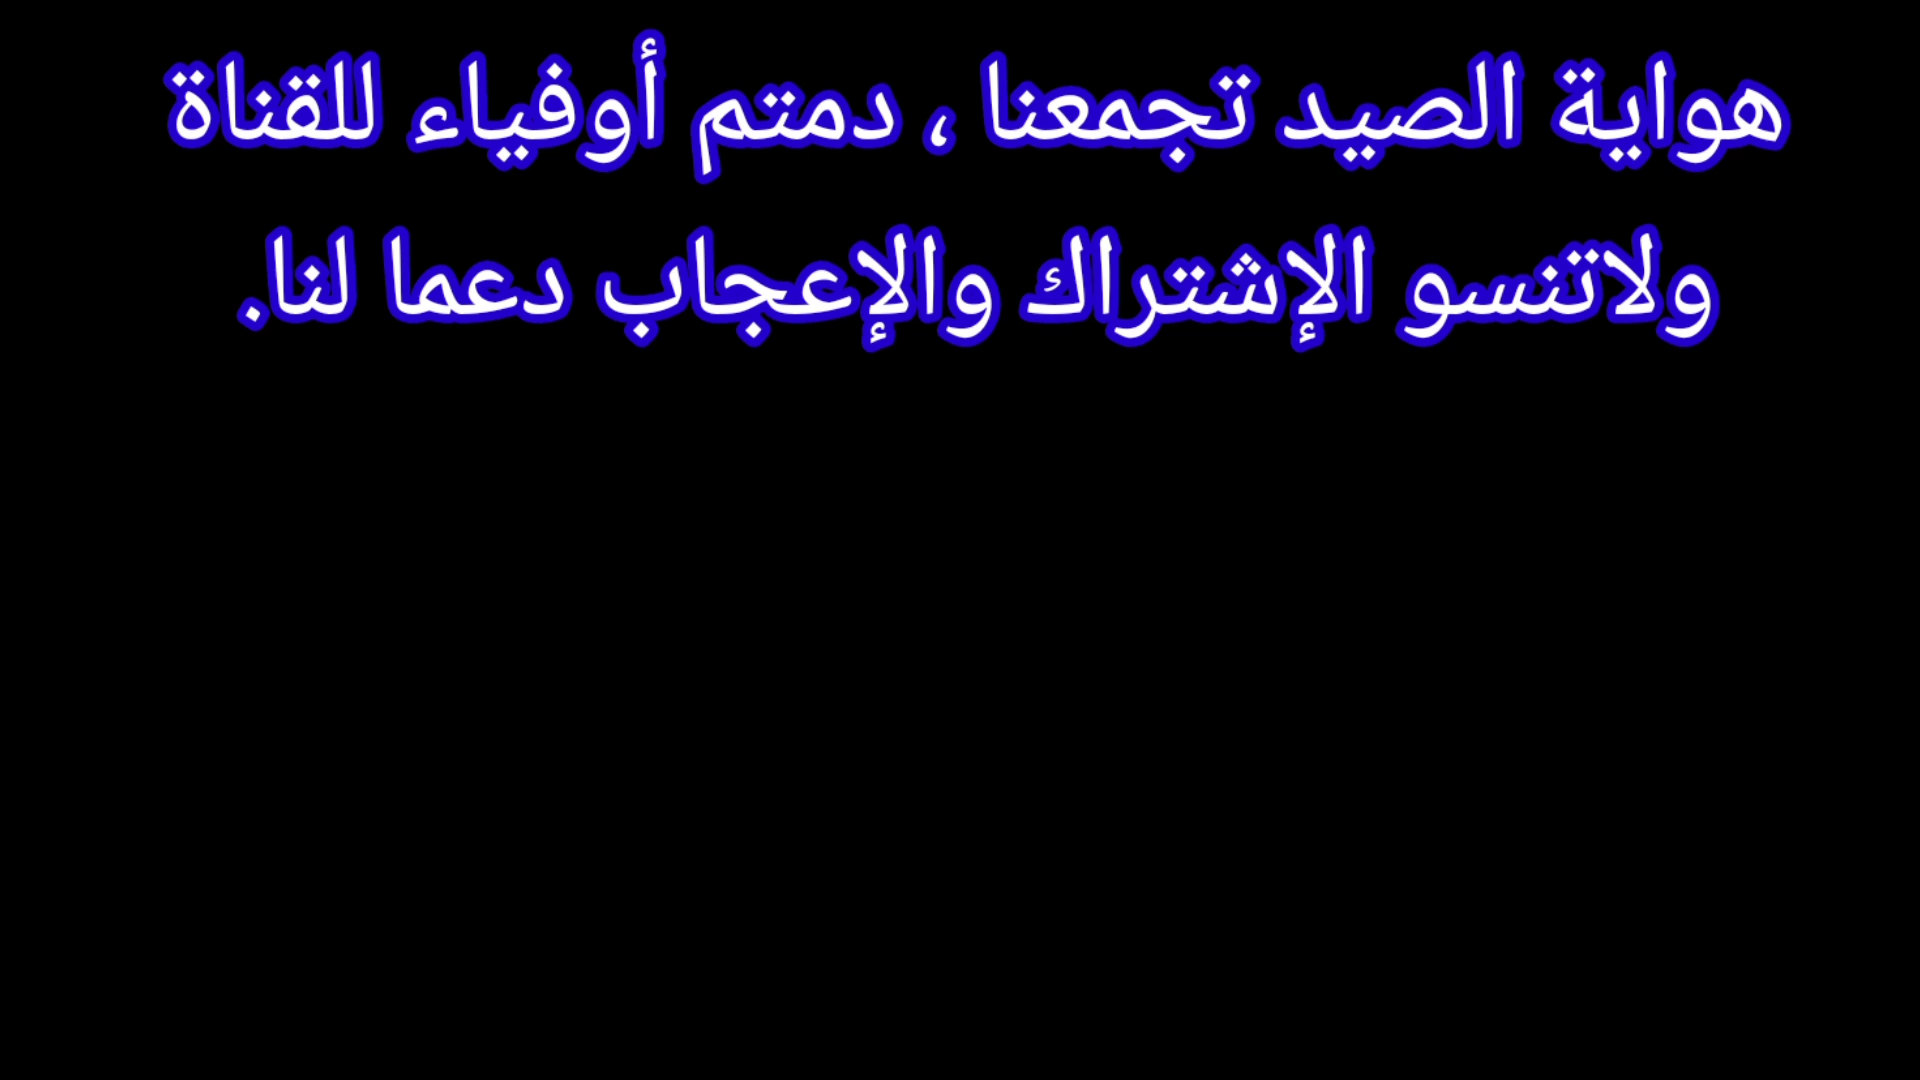 هواية الصيد تجمعنا ، دمتم أوفياء للقناة
ولاتنسو الإشتراك والإعجاب دعما لنا.